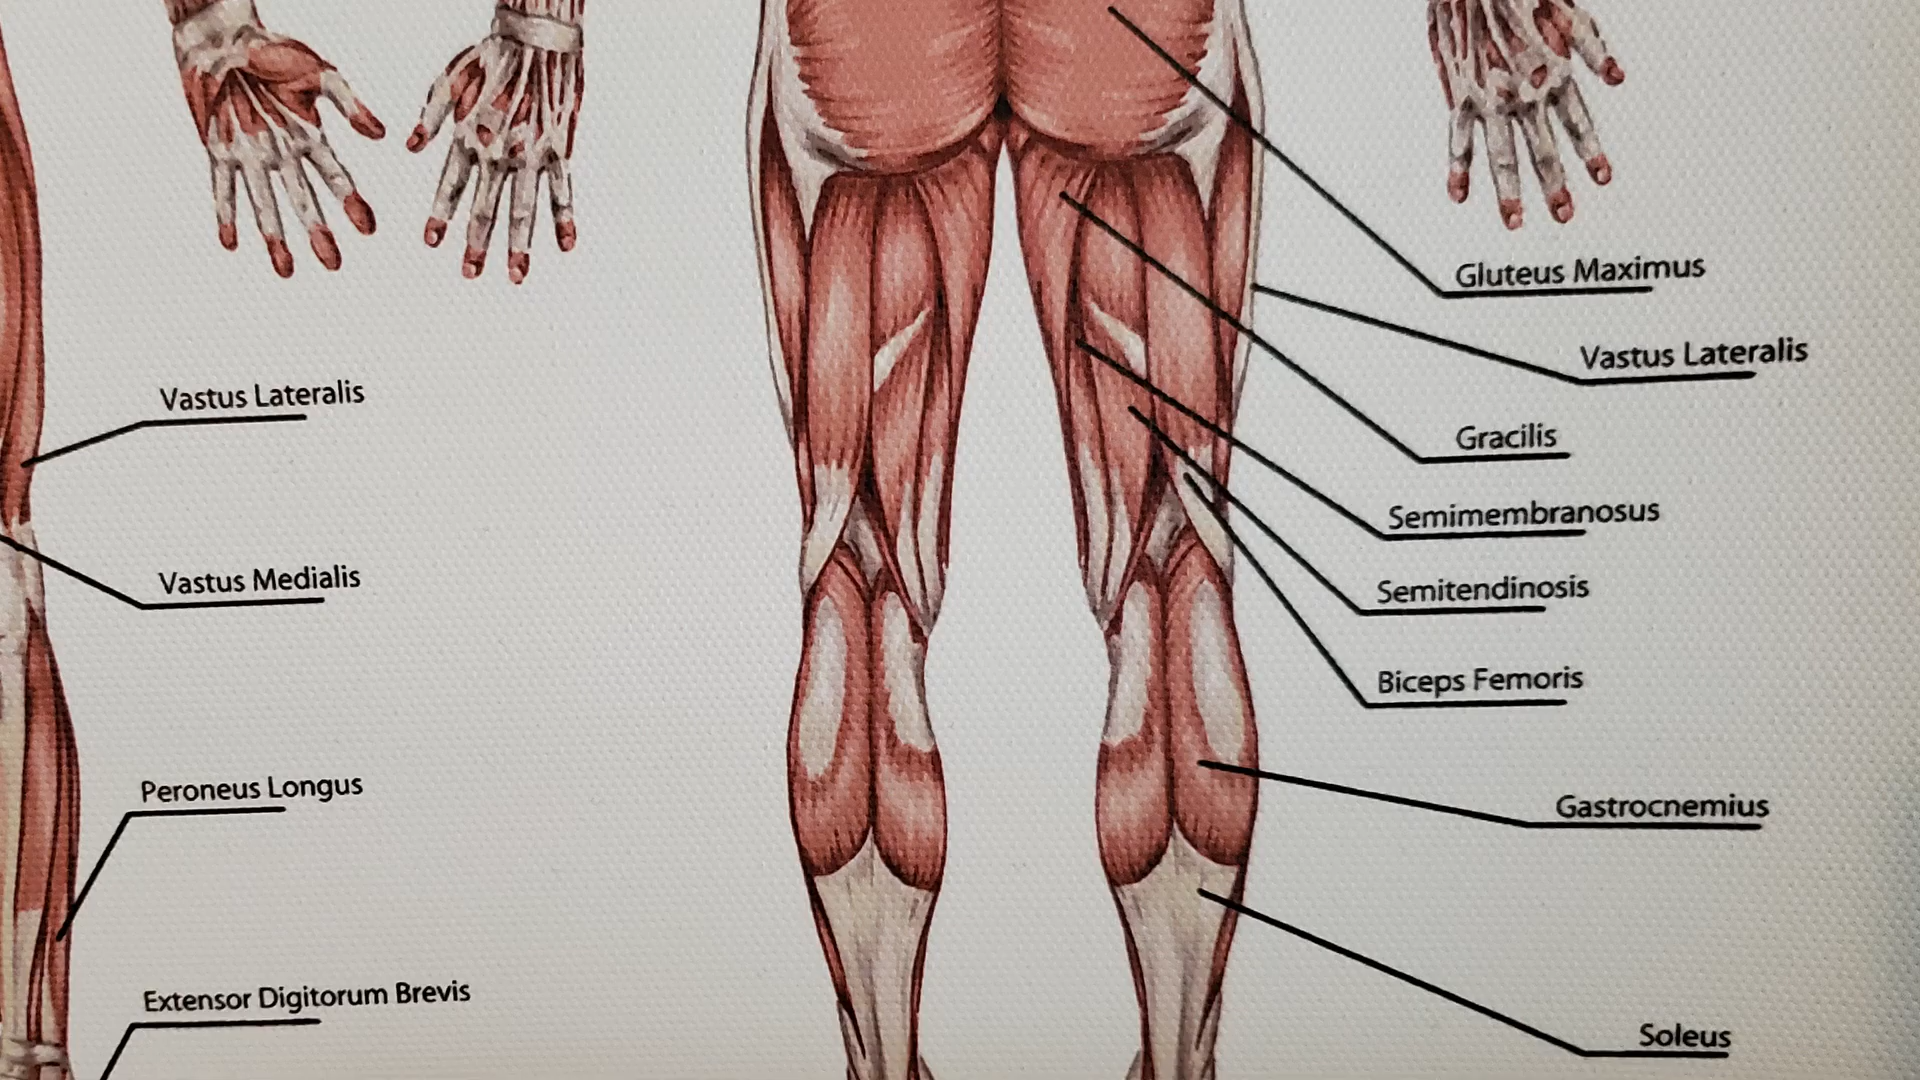 Vastus Lateralis
Vastus Medialis
Peroneus Longus
Extensor Digitorum Brevis
Gluteus Maximus
Vastus Lateralis
Gracilis
Semimembranosus
Semitendinosis
Biceps Femoris
Gastrocnemius
Soleus